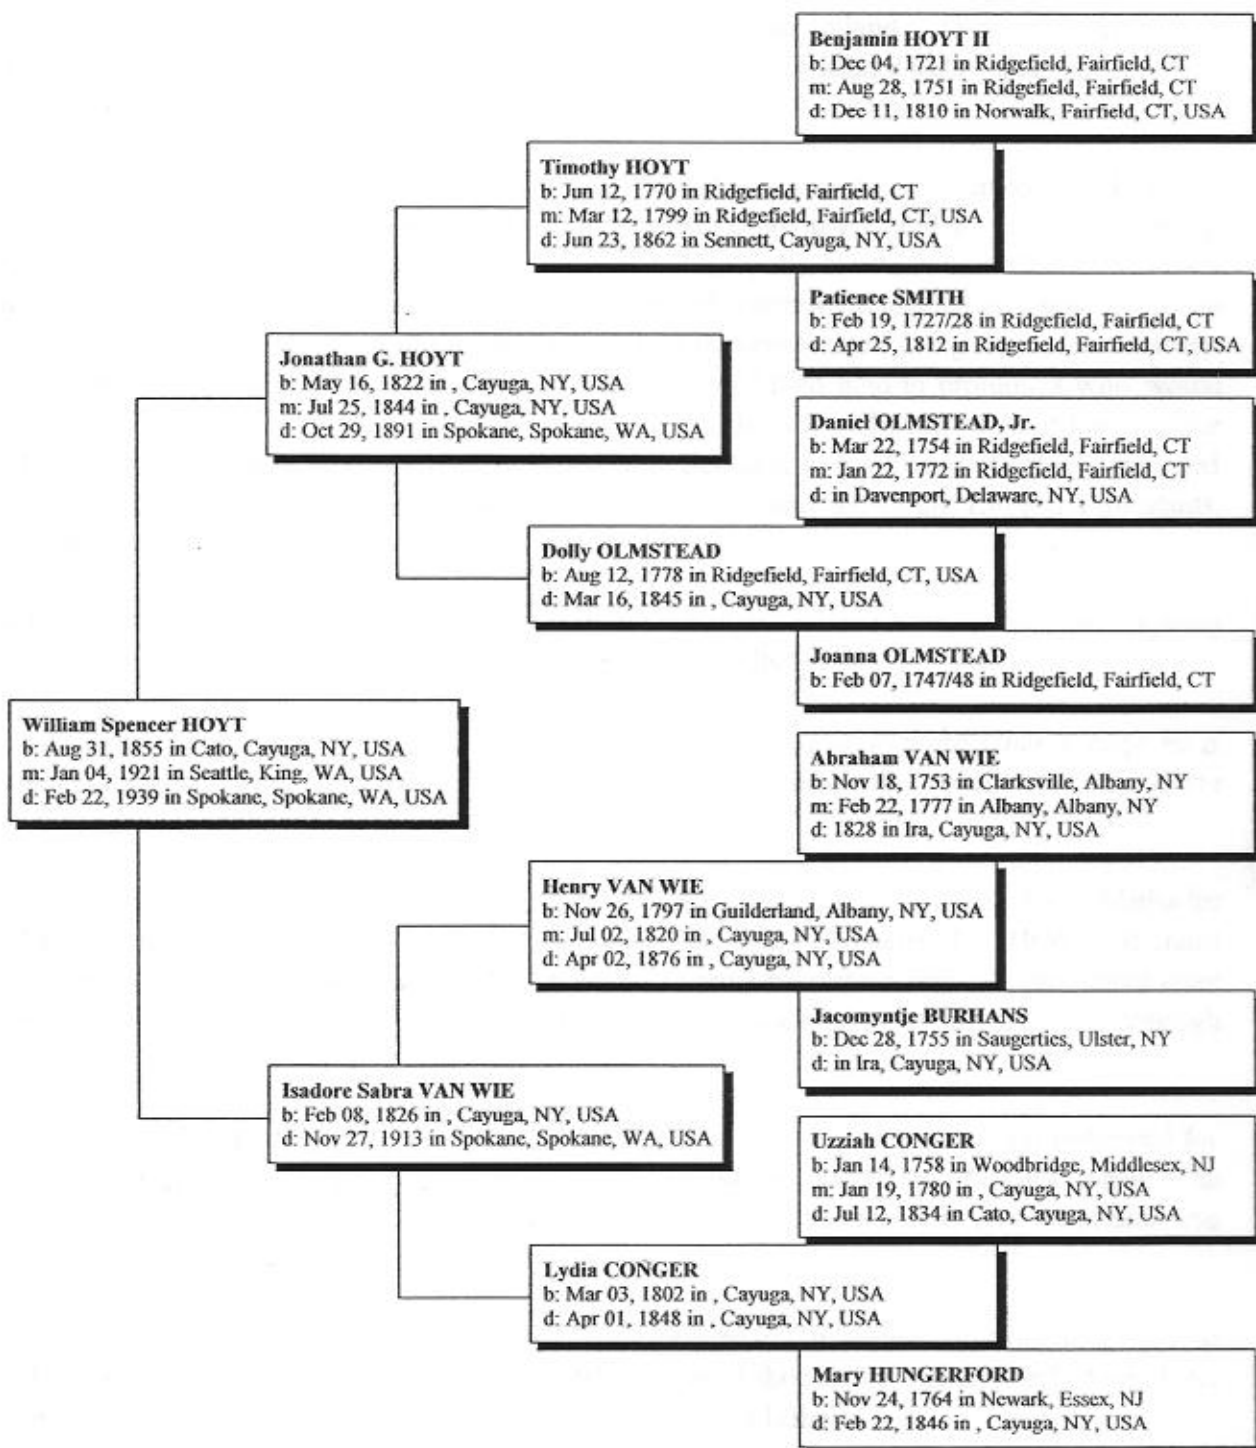 Benjamin HOYT II
b: Dec 04, 1721 in Ridgefield, Fairfield, CT
m: Aug 28, 1751 in Ridgefield, Fairfield, CT
d: Dec 11, 1810 in Norwalk, Fairfield, CT, USA
Timothy HOYT
b: Jun 12, 1770 in Ridgefield, Fairfield, CT
m: Mar 12, 1799 in Ridgefield, Fairfield, CT, USA
d: Jun 23, 1862 in Sennett, Cayuga, NY, USA
Patience SMITH
b: Feb 19, 1727/28 in Ridgefield, Fairfield, CT
d: Apr 25, 1812 in Ridgefield, Fairfield, CT, USA
Jonathan G. HOYT
b: May 16, 1822 in , Cayuga, NY, USA
m: Jul 25, 1844 in , Cayuga, NY, USA
d: Oct 29, 1891 in Spokane, Spokane, WA, USA
Daniel OLMSTEAD, Jr.
b: Mar 22, 1754 in Ridgefield, Fairfield, CT
m: Jan 22, 1772 in Ridgefield, Fairfield, CT
d: in Davenport, Delaware, NY, USA
Dolly OLMSTEAD
b: Aug 12, 1778 in Ridgefield, Fairfield, CT, USA
d: Mar 16, 1845 in , Cayuga, NY, USA
Joanna OLMSTEAD
b: Feb 07, 1747/48 in Ridgefield, Fairfield, CT
William Spencer HOYT
b: Aug 31, 1855 in Cato, Cayuga, NY, USA
m: Jan 04, 1921 in Seattle, King, WA, USA
d: Feb 22, 1939 in Spokane, Spokane, WA, USA
Abraham VAN WIE
b: Nov 18, 1753 in Clarksville, Albany, NY
m: Feb 22, 1777 in Albany, Albany, NY
d: 1828 in Ira, Cayuga, NY, USA
Henry VAN WIE
b: Nov 26, 1797 in Guilderland, Albany, NY, USA
m: Jul 02, 1820 in , Cayuga, NY, USA
d: Apr 02, 1876 in , Cayuga, NY, USA
Jacomyntje BURHANS
b: Dec 28, 1755 in Saugerties, Ulster, NY
d: in Ira, Cayuga, NY, USA
Isadore Sabra VAN WIE
b: Feb 08, 1826 in , Cayuga, NY, USA
d: Nov 27, 1913 in Spokane, Spokane, WA, USA
Uzziah CONGER
b: Jan 14, 1758 in Woodbridge, Middlesex, NJ
m: Jan 19, 1780 in , Cayuga, NY, USA
d: Jul 12, 1834 in Cato, Cayuga, NY, USA
Lydia CONGER
b: Mar 03, 1802 in , Cayuga, NY, USA
d: Apr 01, 1848 in , Cayuga, NY, USA
Mary HUNGERFORD
b: Nov 24, 1764 in Newark, Essex, NJ
d: Feb 22, 1846 in , Cayuga, NY, USA